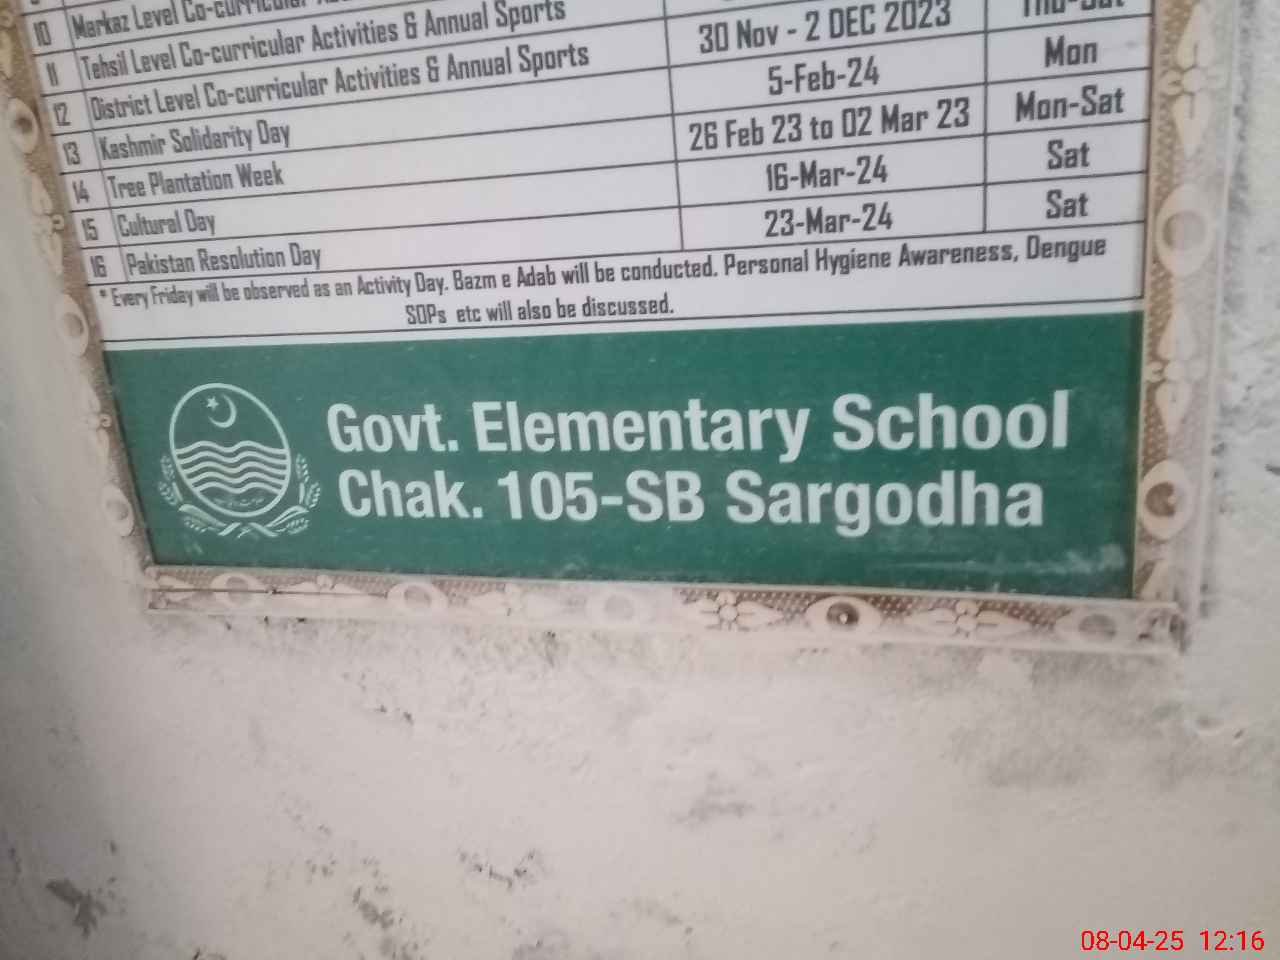 10 Markaz Level Co-curricular
11 Tehsil Level Co-curricular Activities & Annual Sports 30 Nov - 2 DEC 2023
12 District Level Co-curricular Activities & Annual Sports 5-Feb-24 Mon
13 Kashmir Solidarity Day 26 Feb 23 to 02 Mar 23 Mon-Sat
14 Tree Plantation Week 16-Mar-24 Sat
15 Cultural Day 23-Mar-24 Sat
16 Pakistan Resolution Day
* Every Friday will be observed as an Activity Day. Bazm e Adab will be conducted. Personal Hygiene Awareness, Dengue
SOPs etc will also be discussed.
Govt. Elementary School
Chak. 105-SB Sargodha
08-04-25 12:16